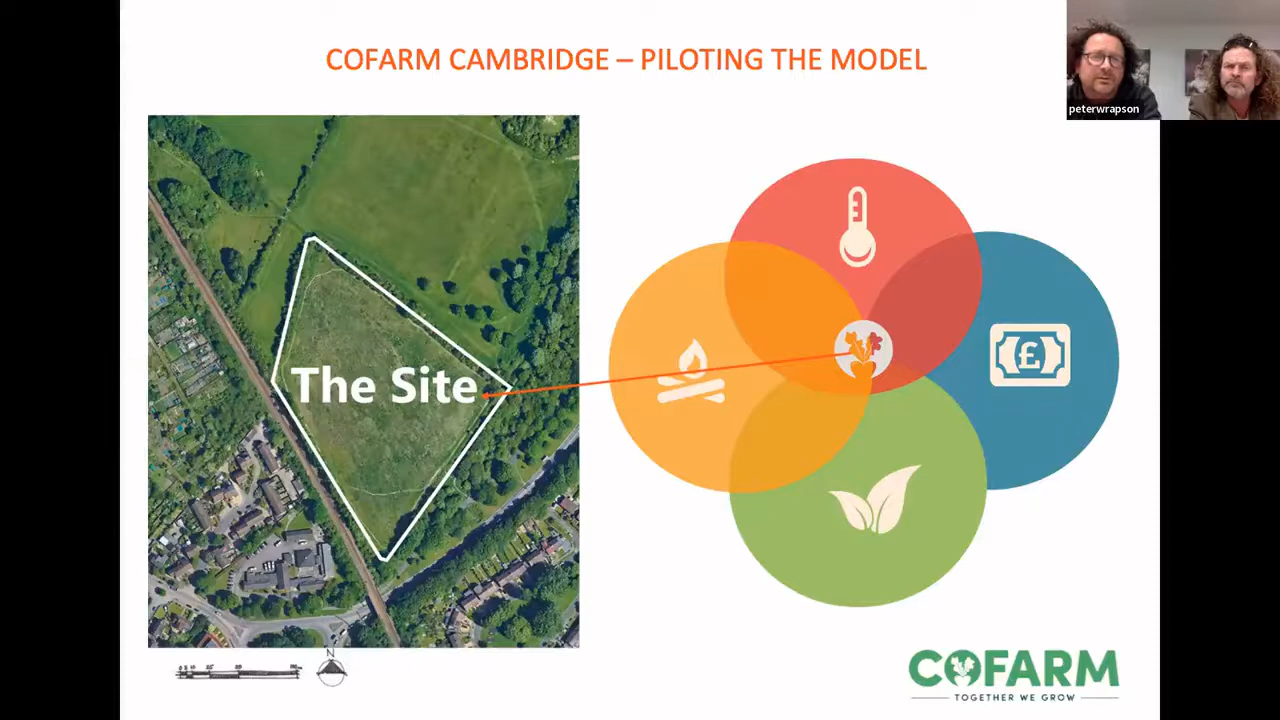 COFARM CAMBRIDGE – PILOTING THE MODEL
peterwrapson
The Site
£
N
COFARM
TOGETHER WE GROW